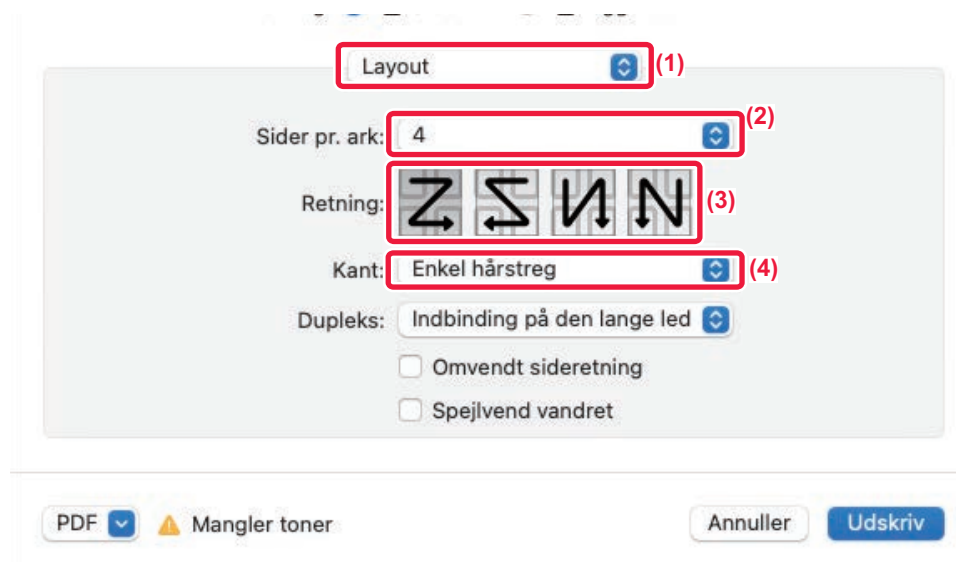 Layout (1)
Sider pr. ark: 4 (2)
Retning: (3)
Kant: Enkel hårstreg (4)
Dupleks: Indbinding på den lange led
Omvendt sideretning
Spejlvend vandret
PDF Mangler toner Annuller Udskriv